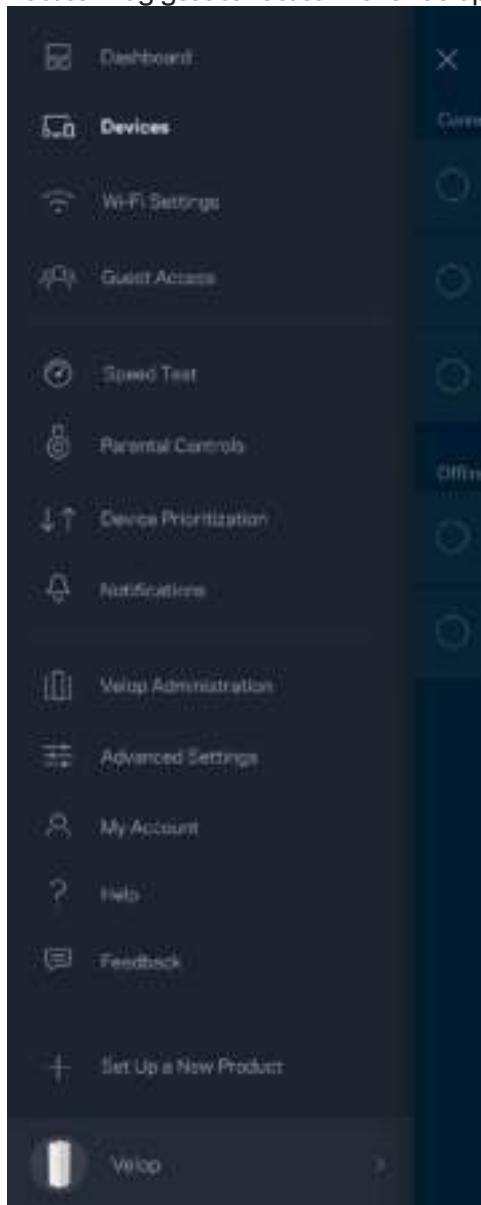 Dashboard
Devices
Wi-Fi Settings
Guest Access
Speed Test
Parental Controls
Device Prioritization
Notifications
Velop Administration
Advanced Settings
My Account
Help
Feedback
Set Up a New Product
Velop